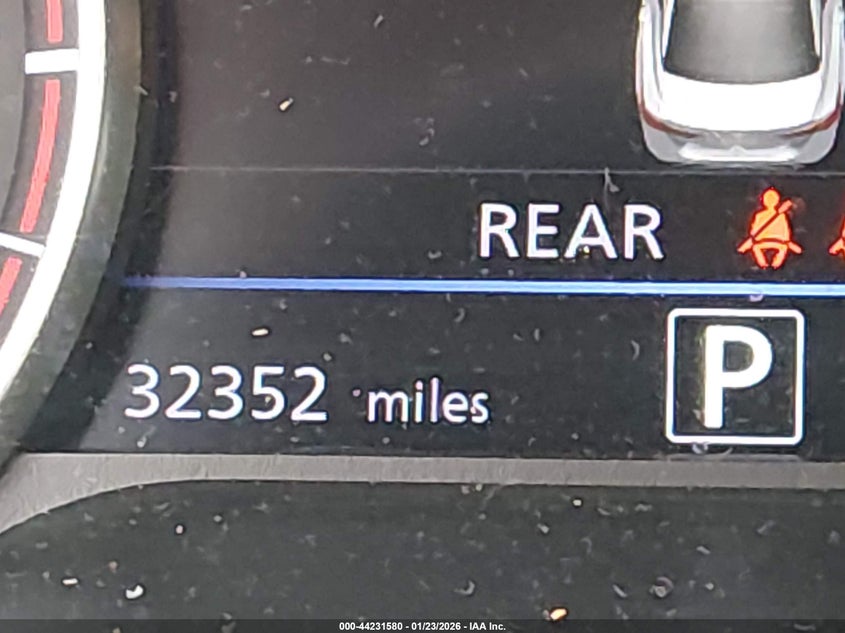 REAR
32352 miles
P
000-44231580 - 01/23/2026 - IAA Inc.